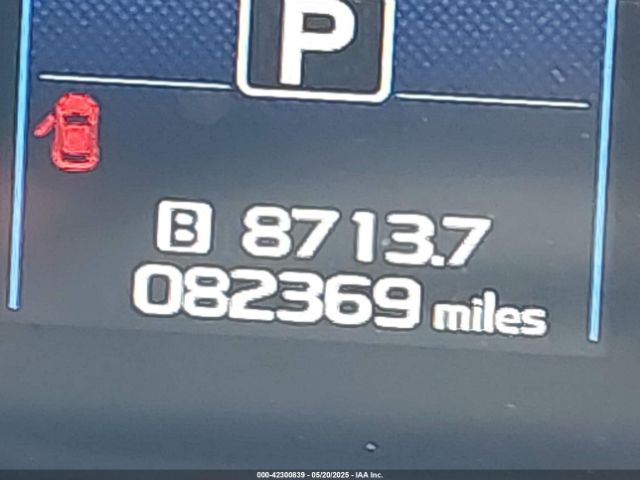 P
B 8713.7
082369 miles
000-42300839 - 05/20/2025 - IAA Inc.